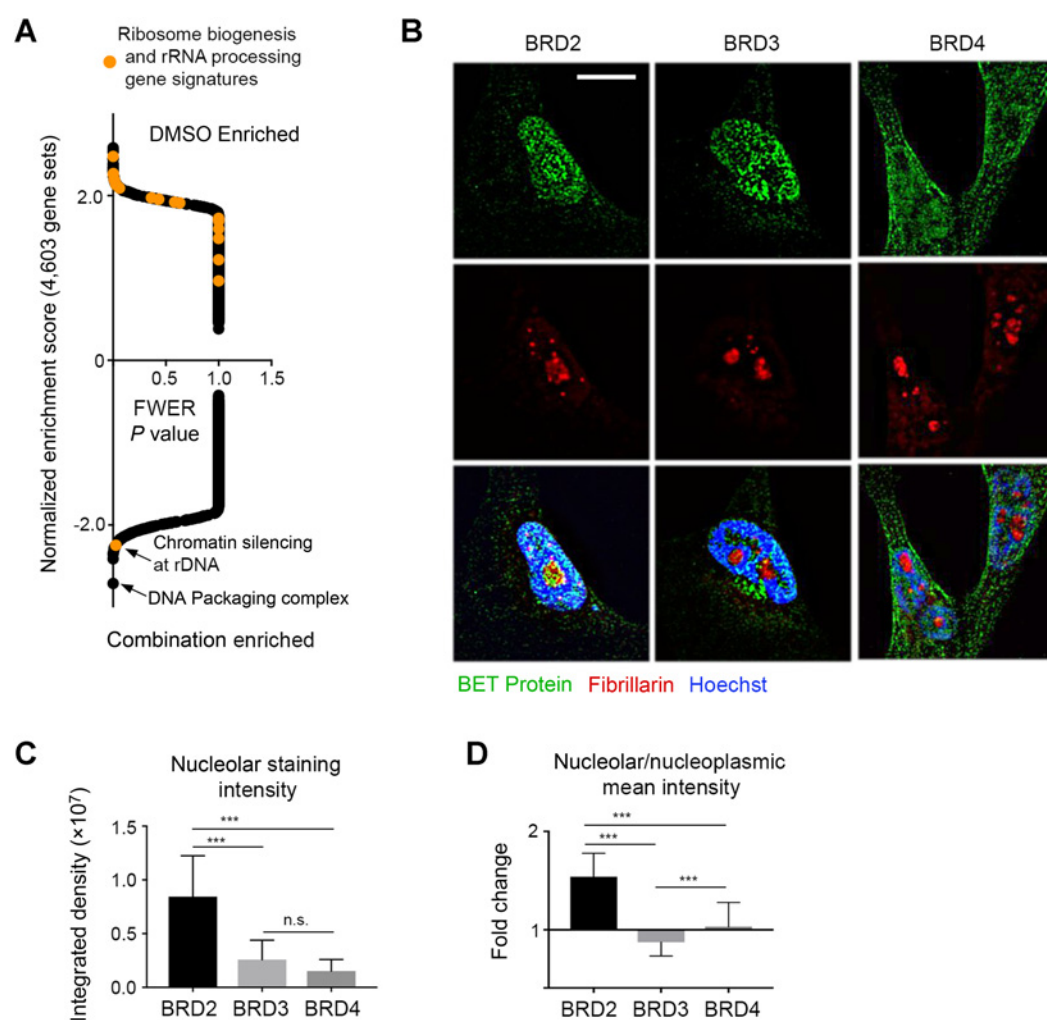 A
Ribosome biogenesis
and rRNA processing
gene signatures
DMSO Enriched
Normalized enrichment score (4,603 gene sets)
2.0
0
-2.0
0.5 1.0 1.5
FWER
P value
Chromatin silencing
at rDNA
DNA Packaging complex
Combination enriched
B
BRD2 BRD3 BRD4
BET Protein Fibrillarin Hoechst
C
Nucleolar staining
intensity
Integrated density (×10⁷)
1.5
1.0
0.5
0.0
***
***
n.s.
BRD2 BRD3 BRD4
D
Nucleolar/nucleoplasmic
mean intensity
Fold change
2
1
***
***
***
BRD2 BRD3 BRD4